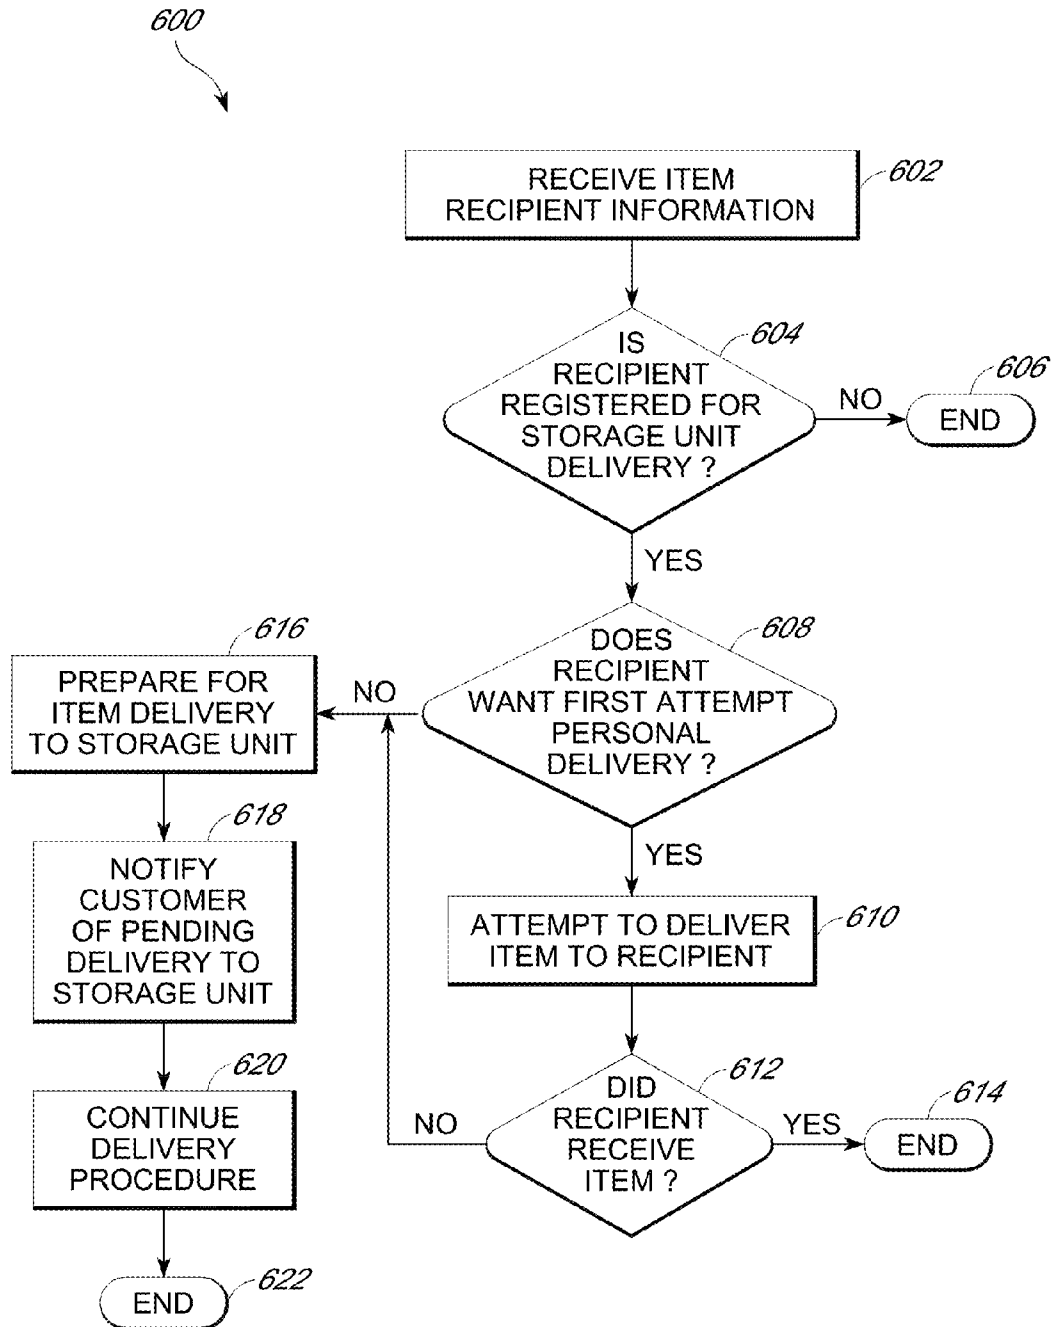 600
RECEIVE ITEM
RECIPIENT INFORMATION
602
IS
RECIPIENT
REGISTERED FOR
STORAGE UNIT
DELIVERY ?
604
NO
END
606
YES
DOES
RECIPIENT
WANT FIRST ATTEMPT
PERSONAL
DELIVERY ?
608
NO
PREPARE FOR
ITEM DELIVERY
TO STORAGE UNIT
616
NOTIFY
CUSTOMER
OF PENDING
DELIVERY TO
STORAGE UNIT
618
YES
ATTEMPT TO DELIVER
ITEM TO RECIPIENT
610
DID
RECIPIENT
RECEIVE
ITEM ?
612
NO
YES
END
614
CONTINUE
DELIVERY
PROCEDURE
620
END
622